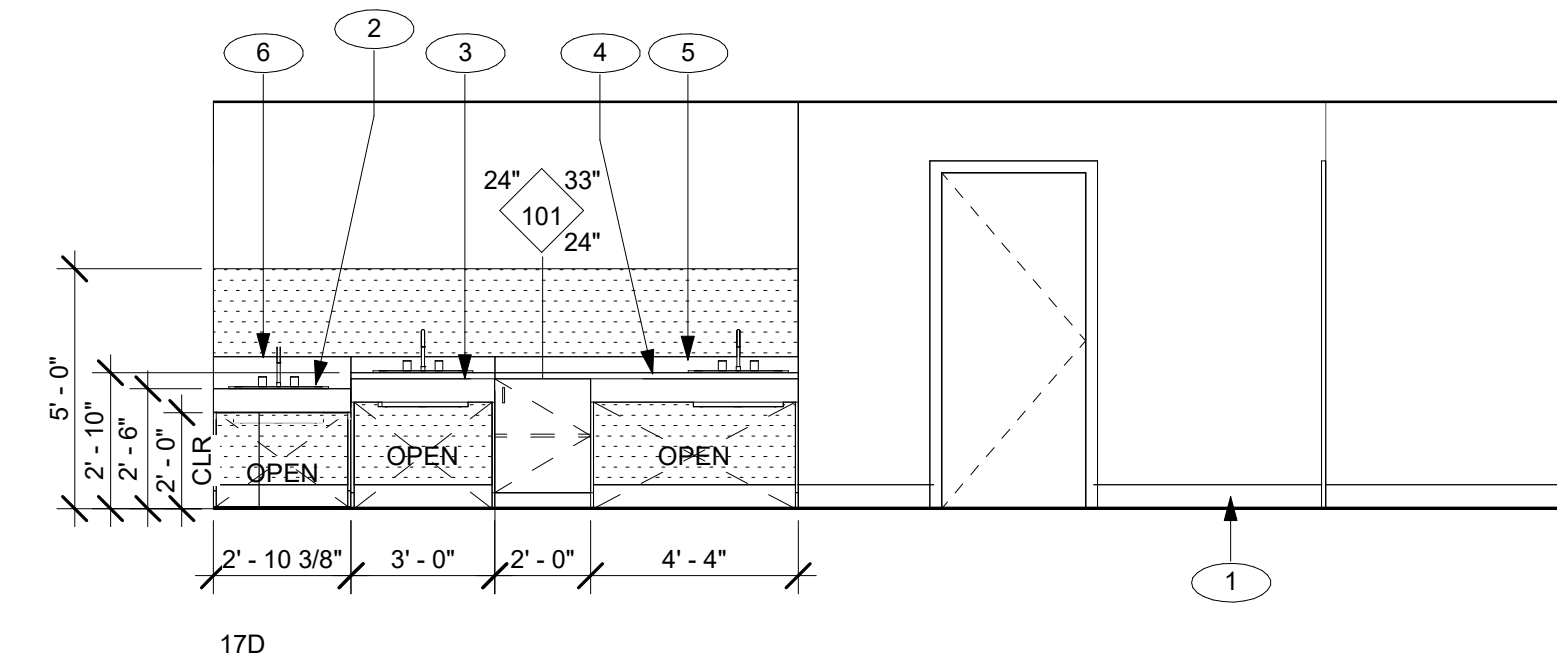 6
2
3
4
5
24" 33"
101
24"
5' - 0"
2' - 10"
2' - 6"
2' - 0"
CLR
OPEN
OPEN
OPEN
2' - 10 3/8"
3' - 0"
2' - 0"
4' - 4"
1
17D